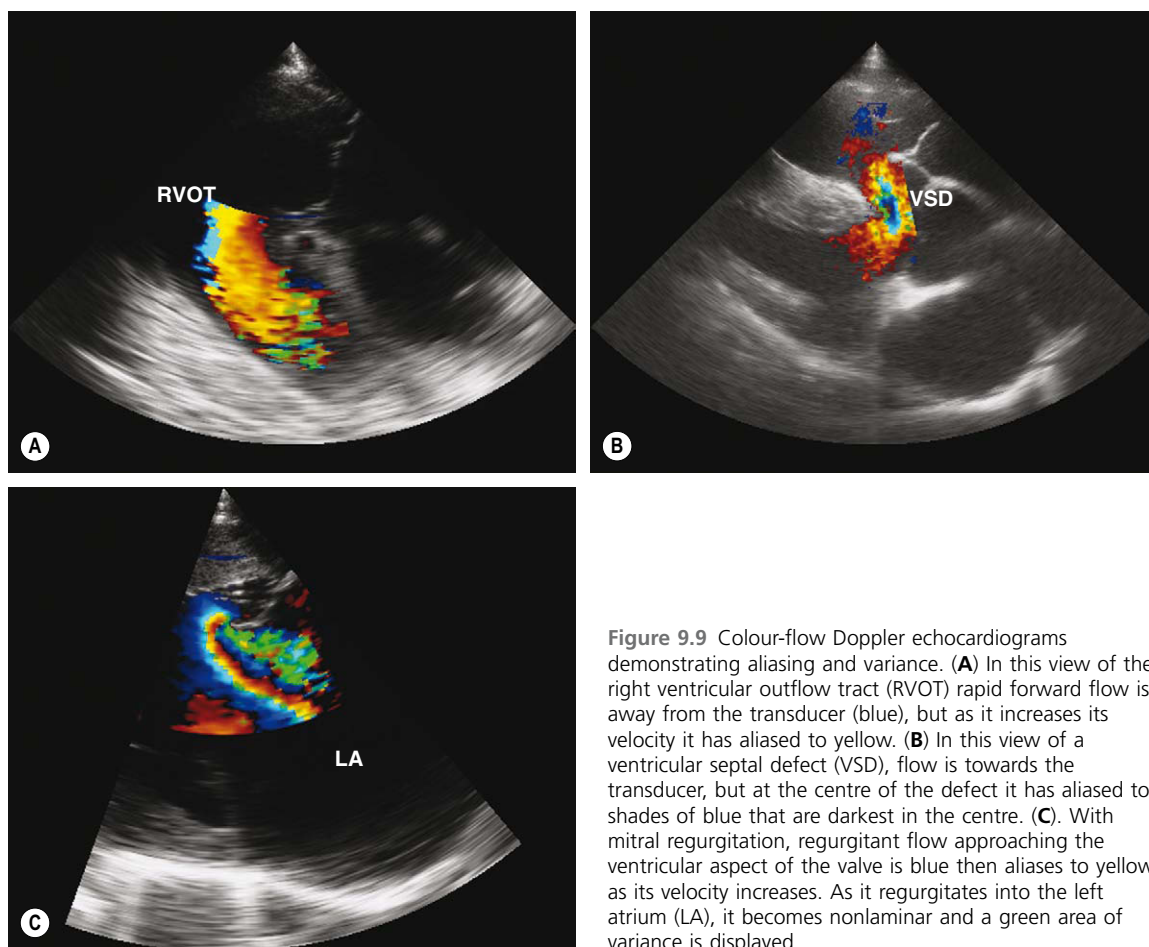 RVOT
A
VSD
B
LA
C
Figure 9.9 Colour-flow Doppler echocardiograms
demonstrating aliasing and variance. (A) In this view of the
right ventricular outflow tract (RVOT) rapid forward flow is
away from the transducer (blue), but as it increases its
velocity it has aliased to yellow. (B) In this view of a
ventricular septal defect (VSD), flow is towards the
transducer, but at the centre of the defect it has aliased to
shades of blue that are darkest in the centre. (C). With
mitral regurgitation, regurgitant flow approaching the
ventricular aspect of the valve is blue then aliases to yellow
as its velocity increases. As it regurgitates into the left
atrium (LA), it becomes nonlaminar and a green area of
variance is displayed